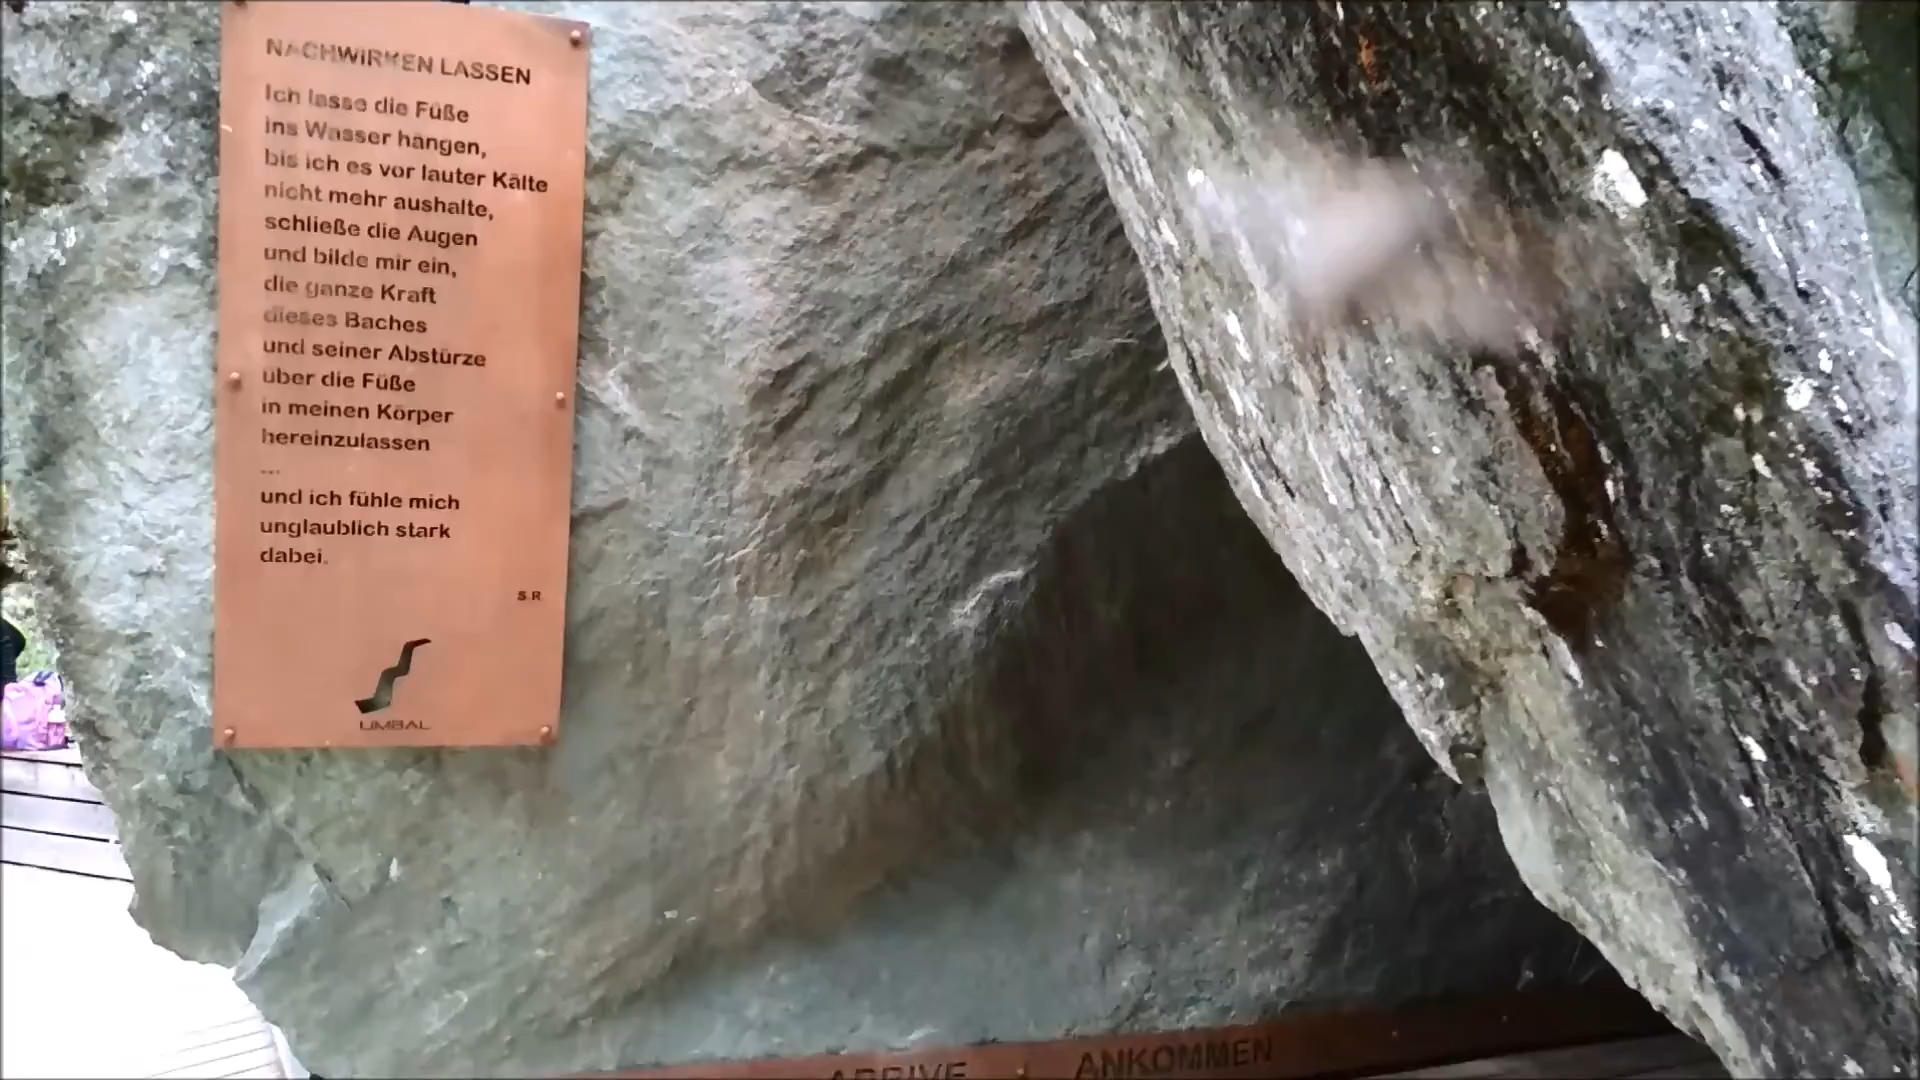 NACHWIRKEN LASSEN
Ich lasse die Füße
ins Wasser hängen,
bis ich es vor lauter Kälte
nicht mehr aushalte,
schließe die Augen
und bilde mir ein,
die ganze Kraft
dieses Baches
und seiner Abstürze
über die Füße
in meinen Körper
hereinzulassen
...
und ich fühle mich
unglaublich stark
dabei.
S.R.
UMBAL
ARRIVE ANKOMMEN